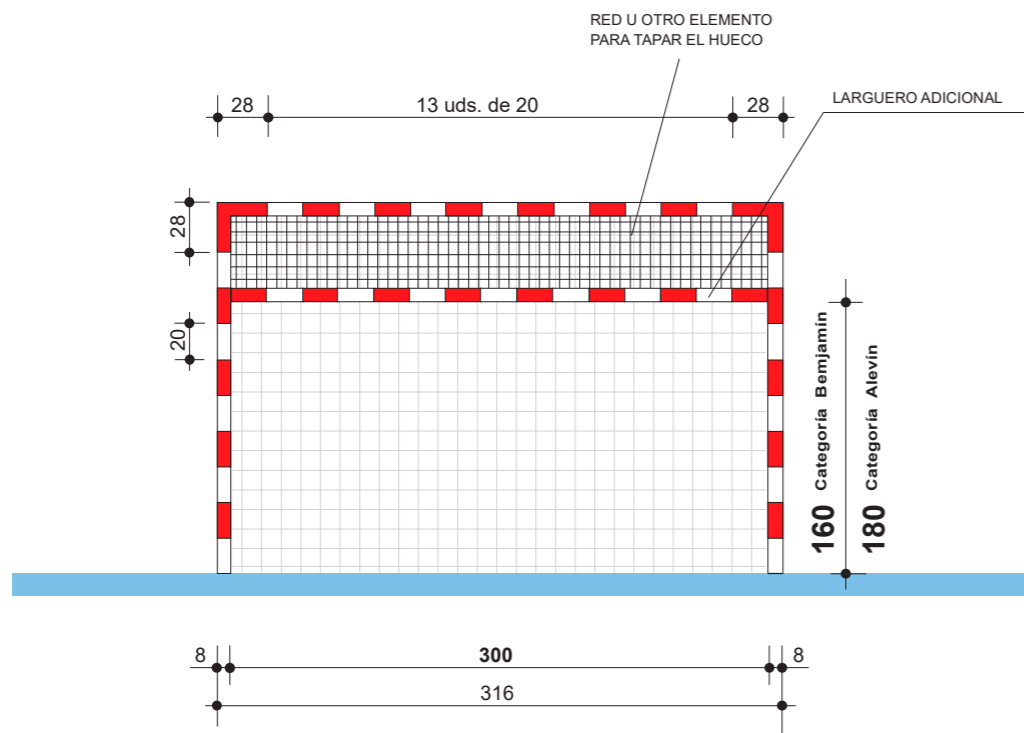 RED U OTRO ELEMENTO
PARA TAPAR EL HUECO
LARGUERO ADICIONAL
28
13 uds. de 20
28
28
20
160 Categoría Bemjamín
180 Categoría Alevín
8
300
8
316